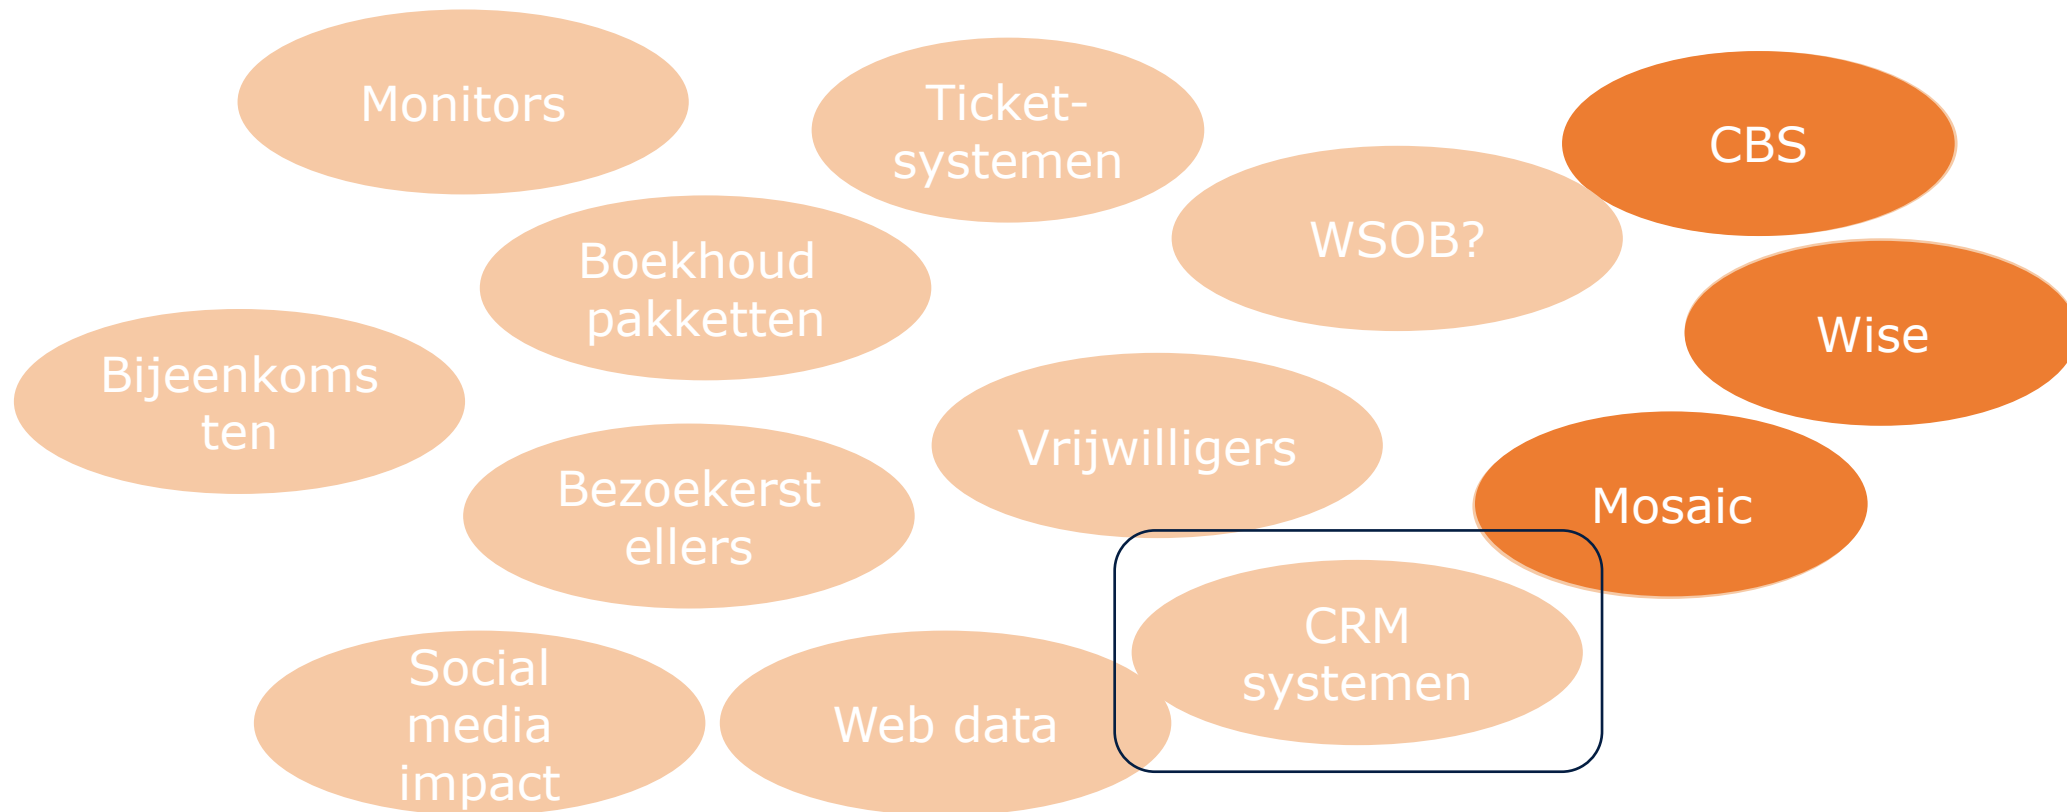 Monitors
Ticket-
systemen
CBS
WSOB?
Boekhoud
pakketten
Wise
Bijeenkoms
ten
Vrijwilligers
Bezoekerst
ellers
Mosaic
CRM
systemen
Social
media
impact
Web data